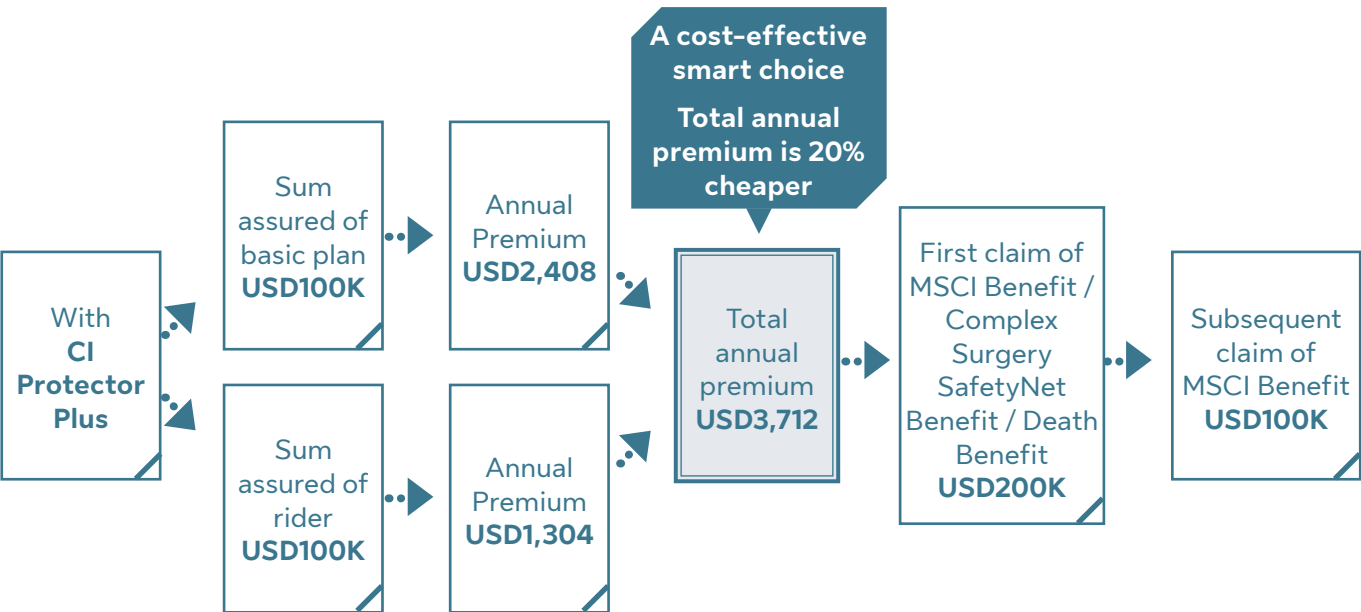 A cost-effective
smart choice
Total annual
premium is 20%
cheaper
With
CI
Protector
Plus
Sum
assured of
basic plan
USD100K
Annual
Premium
USD2,408
Sum
assured of
rider
USD100K
Annual
Premium
USD1,304
Total
annual
premium
USD3,712
First claim of
MSCI Benefit /
Complex
Surgery
SafetyNet
Benefit / Death
Benefit
USD200K
Subsequent
claim of
MSCI Benefit
USD100K